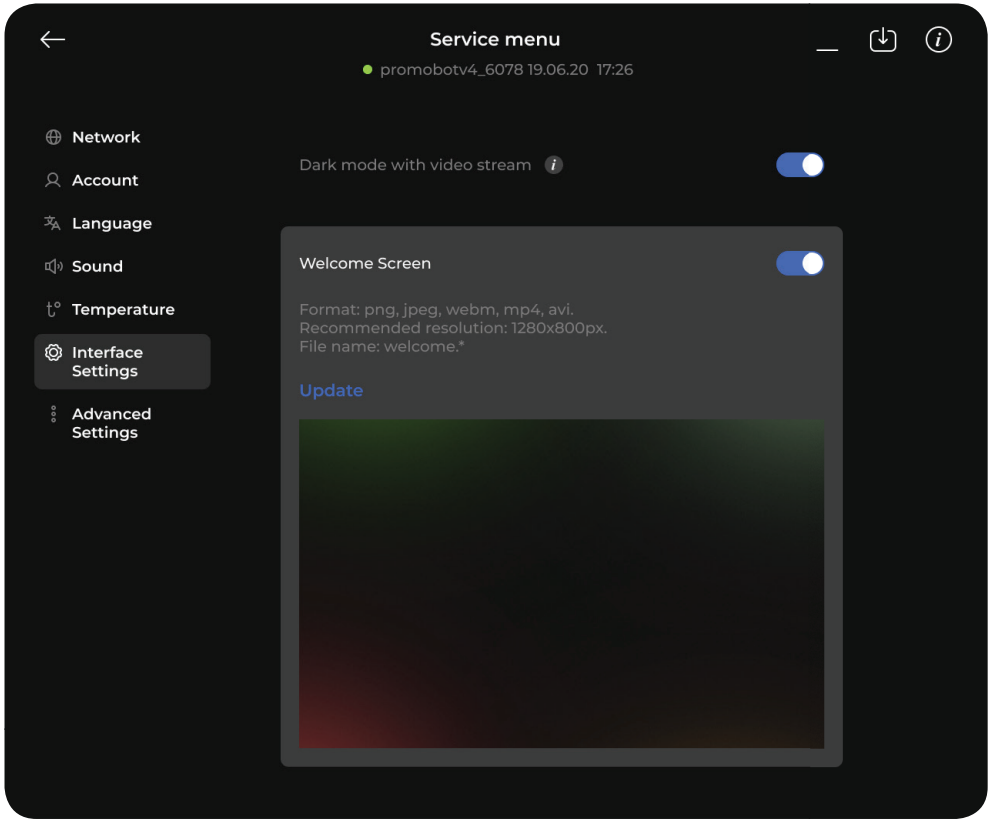 Service menu
promobotv4_6078 19.06.20 17:26
Network
Account
Language
Sound
t° Temperature
Interface
Settings
Advanced
Settings
Dark mode with video stream i
Welcome Screen
Format: png, jpeg, webm, mp4, avi.
Recommended resolution: 1280x800px.
File name: welcome.*
Update